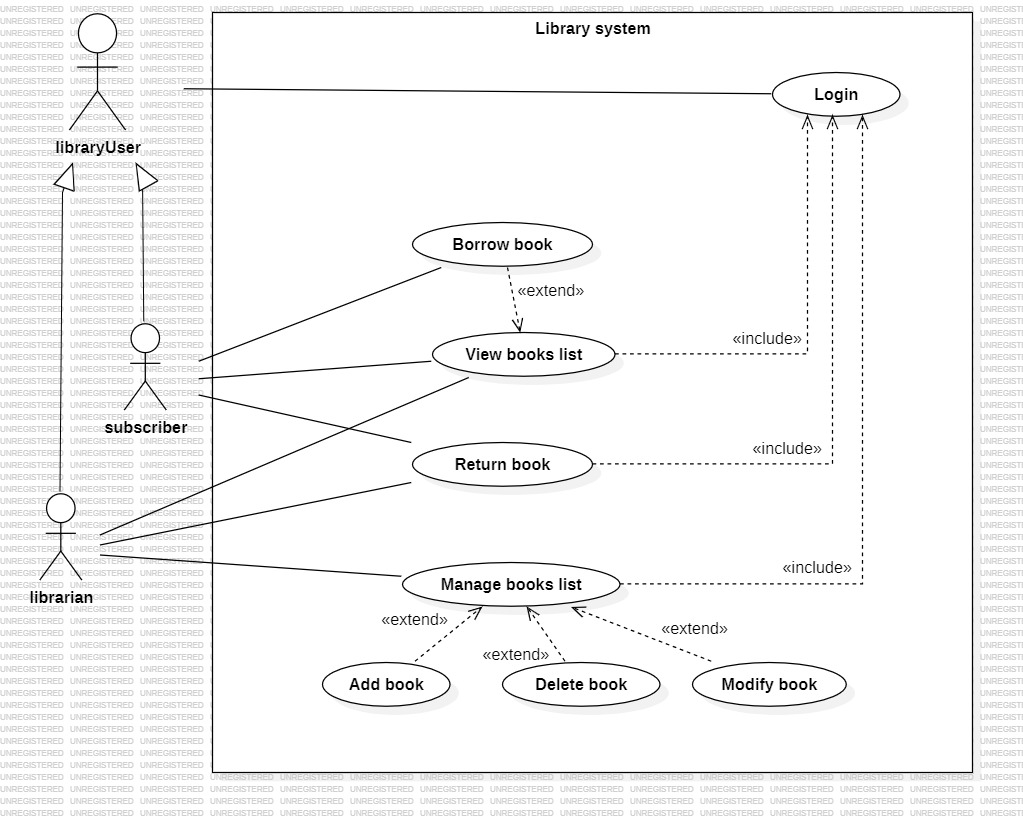 Library system
Login
libraryUser
Borrow book
«extend»
«include»
View books list
subscriber
«include»
Return book
«include»
Manage books list
librarian
«extend»
«extend»
«extend»
Add book
Delete book
Modify book
UNREGISTERED